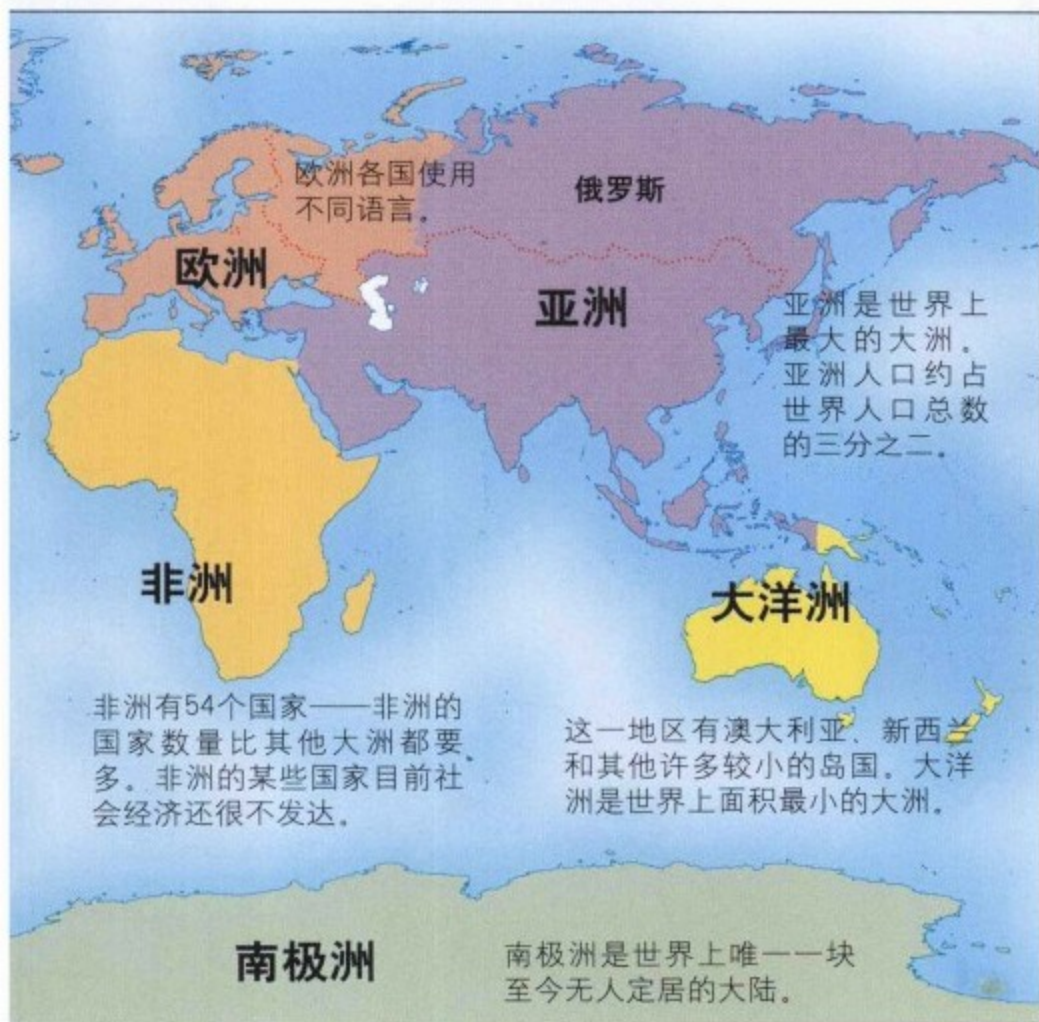 欧洲各国使用
不同语言。
俄罗斯
欧洲
亚洲
亚洲是世界上
最大的大洲。
亚洲人口约占
世界人口总数
的三分之二。
非洲
大洋洲
非洲有54个国家——非洲的
国家数量比其他大洲都要
多。非洲的某些国家目前社
会经济还很不发达。
这一地区有澳大利亚、新西兰
和其他许多较小的岛国。大洋
洲是世界上面积最小的大洲。
南极洲
南极洲是世界上唯一一块
至今无人定居的大陆。